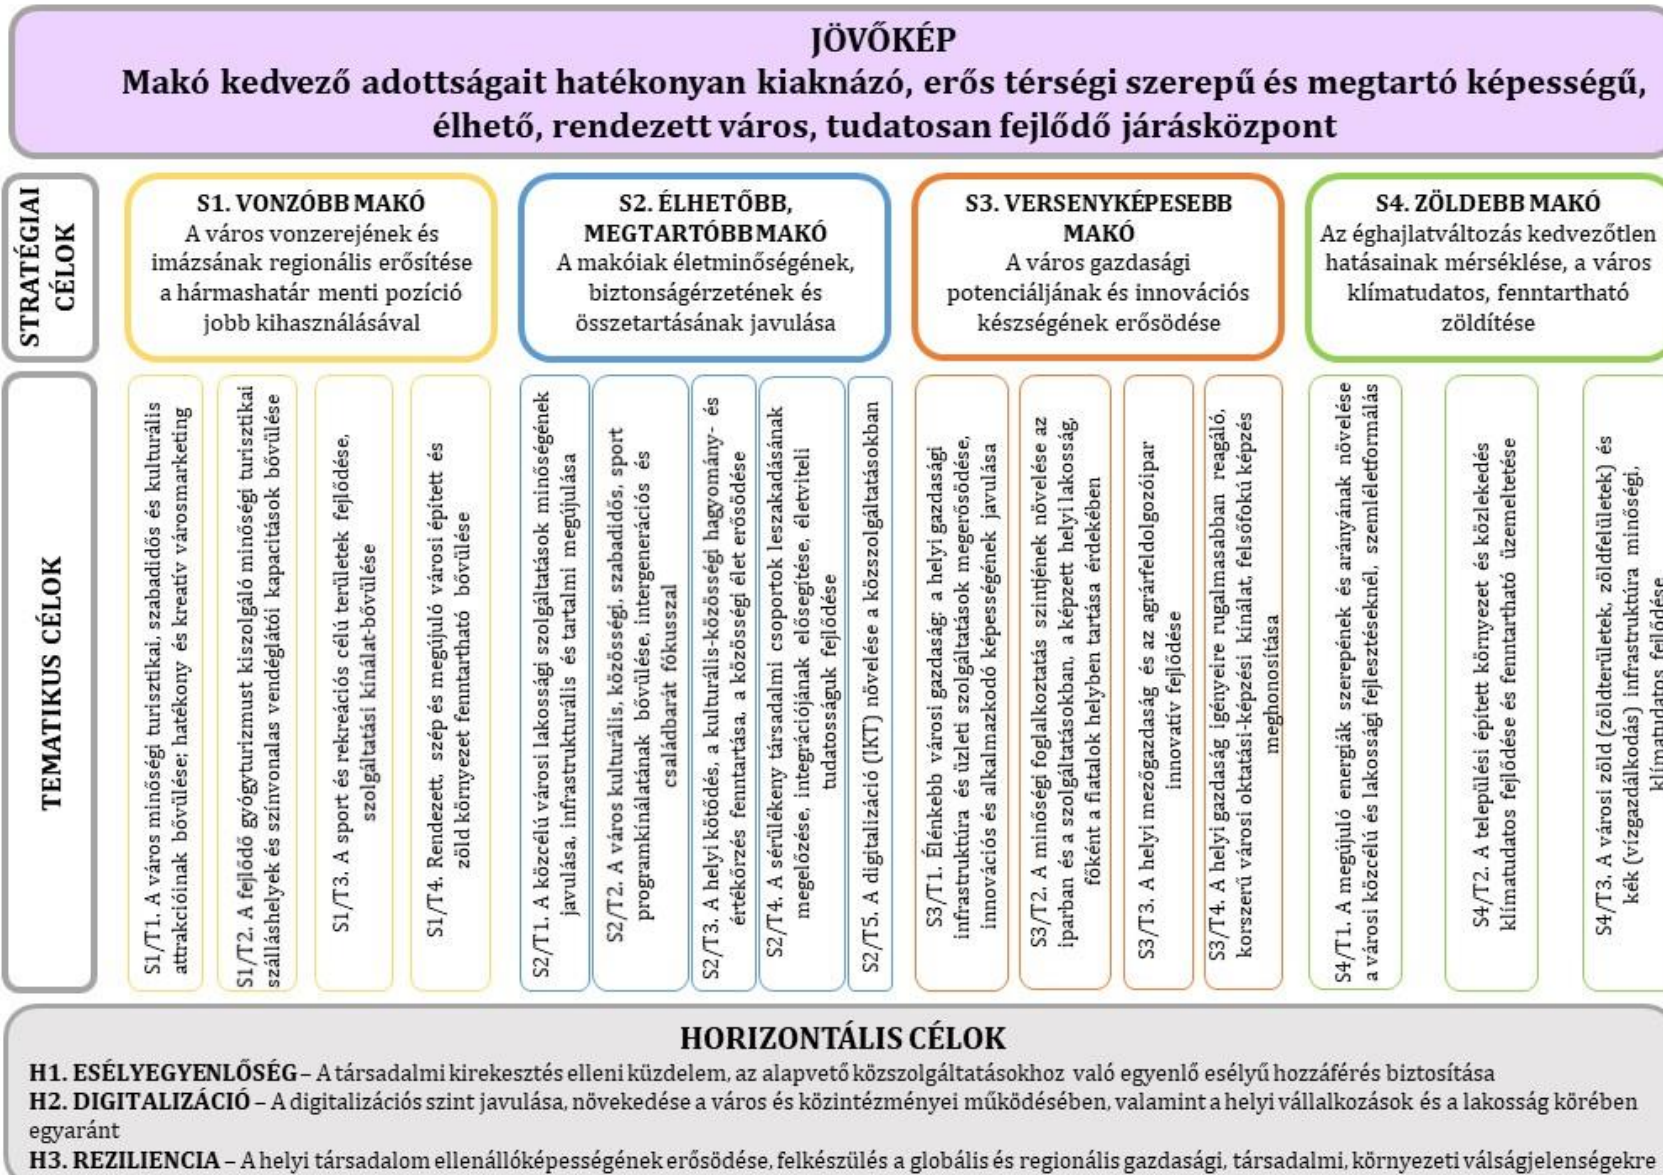 JÖVŐKÉP
Makó kedvező adottságait hatékonyan kiaknázó, erős térségi szerepű és megtartó képességű,
élhető, rendezett város, tudatosan fejlődő járásközpont
STRATÉGIAI
CÉLOK
S1. VONZÓBB MAKÓ
A város vonzerejének és
imázsának regionális erősítése
a hármashatár menti pozíció
jobb kihasználásával
S2. ÉLHETŐBB,
MEGTARTÓBB MAKÓ
A makóiak életminőségének,
biztonságérzetének és
összetartásának javulása
S3. VERSENYKÉPESEBB
MAKÓ
A város gazdasági
potenciáljának és innovációs
készségének erősödése
S4. ZÖLDEBB MAKÓ
Az éghajlatváltozás kedvezőtlen
hatásainak mérséklése, a város
klímatudatos, fenntartható
zöldítése
TEMATIKUS CÉLOK
S1/T1. A város minőségi turisztikai, szabadidős és kulturális
attrakcióinak bővülése; hatékony és kreatív városmarketing
S1/T2. A fejlődő gyógyturizmust kiszolgáló minőségi turisztikai
szálláshelyek és színvonalas vendéglátói kapacitások bővülése
S1/T3. A sport és rekreációs célú területek fejlődése,
szolgáltatási kínálat-bővülése
S1/T4. Rendezett, szép és megújuló városi épített és
zöld környezet fenntartható bővülése
S2/T1. A közcélú városi lakossági szolgáltatások minőségének
javulása, infrastrukturális és tartalmi megújulása
S2/T2. A város kulturális, közösségi, szabadidős, sport
programkínálatának bővülése, intergenerációs és
családbarát fókusszal
S2/T3. A helyi kötődés, a kulturális-közösségi hagyomány- és
értékőrzés fenntartása, a közösségi élet erősödése
S2/T4. A sérülékeny társadalmi csoportok leszakadásának
megelőzése, integrációjának elősegítése, életviteli
tudatosságuk fejlődése
S2/T5. A digitalizáció (IKT) növelése a közszolgáltatásokban
S3/T1. Élénkebb városi gazdaság: a helyi gazdasági
infrastruktúra és üzleti szolgáltatások megerősödése,
innovációs és alkalmazkodó képességének javulása
S3/T2. A minőségi foglalkoztatás szintjének növelése az
iparban és a szolgáltatásokban, a képzett helyi lakosság,
főként a fiatalok helyben tartása érdekében
S3/T3. A helyi mezőgazdaság és az agrárfeldolgozóipar
innovatív fejlődése
S3/T4. A helyi gazdaság igényeire rugalmasabban reagáló,
korszerű városi oktatási-képzési kínálat, felsőfokú képzés
meghonosítása
S4/T1. A megújuló energiák szerepének és arányának növelése
a városi közcélú és lakossági fejlesztéseknél, szemléletformálás
S4/T2. A települési épített környezet és közlekedés
klímatudatos fejlődése és fenntartható üzemeltetése
S4/T3. A városi zöld (zöldterületek, zöldfelületek) és
kék (vízgazdálkodás) infrastruktúra minőségi,
klímatudatos fejlődése
HORIZONTÁLIS CÉLOK
H1. ESÉLYEGYENLŐSÉG – A társadalmi kirekesztés elleni küzdelem, az alapvető közszolgáltatásokhoz való egyenlő esélyű hozzáférés biztosítása
H2. DIGITALIZÁCIÓ – A digitalizációs szint javulása, növekedése a város és közintézményei működésében, valamint a helyi vállalkozások és a lakosság körében
egyaránt
H3. REZILIENCIA – A helyi társadalom ellenállóképességének erősödése, felkészülés a globális és regionális gazdasági, társadalmi, környezeti válságjelenségekre